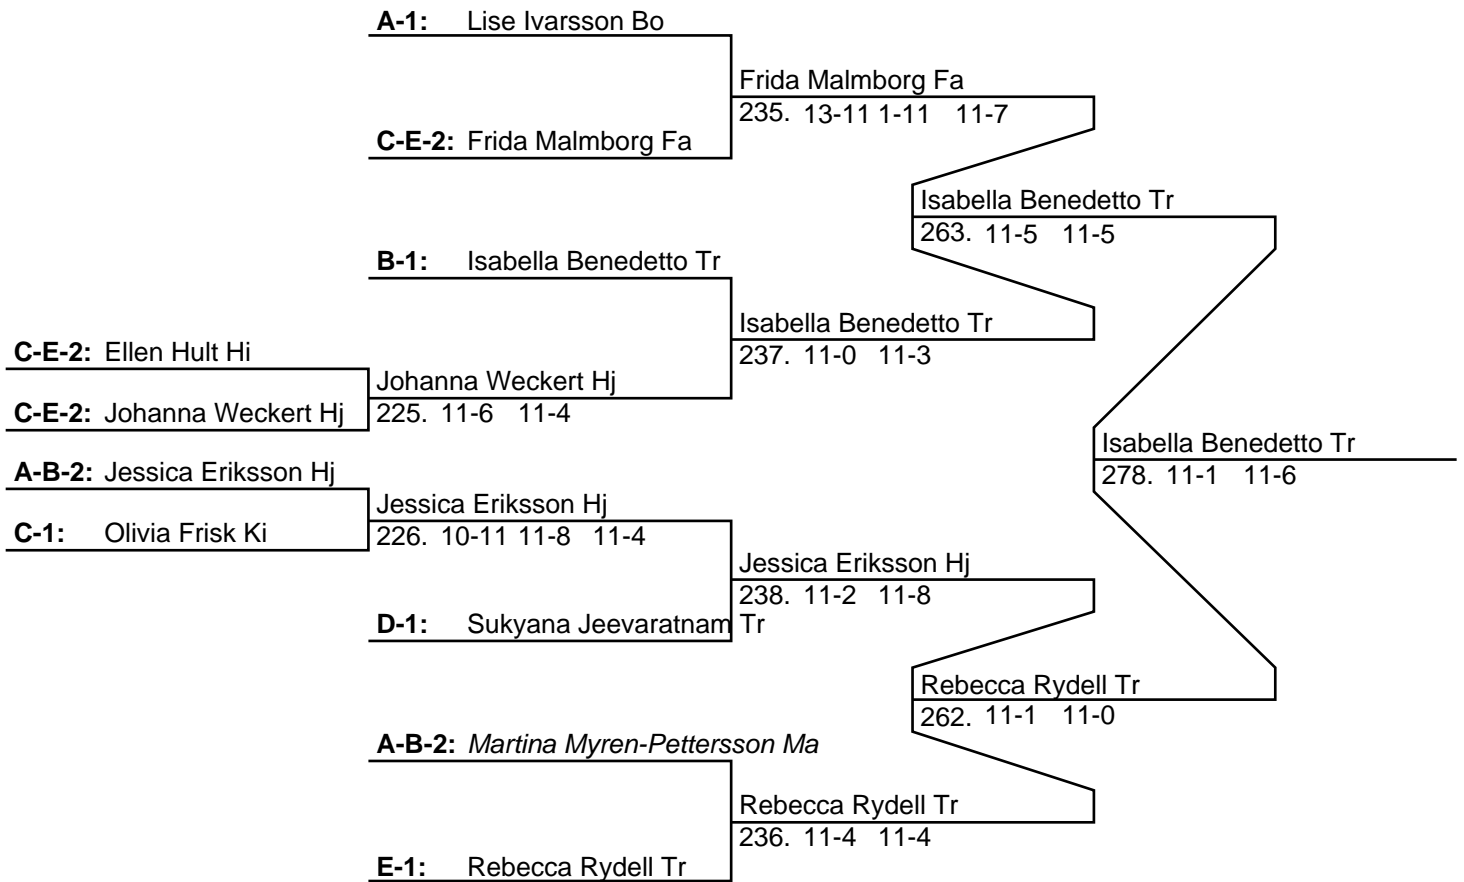 A-1: Lise Ivarsson Bo
Frida Malmborg Fa
235. 13-11 1-11 11-7
C-E-2: Frida Malmborg Fa
Isabella Benedetto Tr
263. 11-5 11-5
B-1: Isabella Benedetto Tr
Isabella Benedetto Tr
237. 11-0 11-3
C-E-2: Ellen Hult Hi
Johanna Weckert Hj
225. 11-6 11-4
C-E-2: Johanna Weckert Hj
Isabella Benedetto Tr
278. 11-1 11-6
A-B-2: Jessica Eriksson Hj
Jessica Eriksson Hj
226. 10-11 11-8 11-4
C-1: Olivia Frisk Ki
Jessica Eriksson Hj
238. 11-2 11-8
D-1: Sukyana Jeevaratnam Tr
Rebecca Rydell Tr
262. 11-1 11-0
A-B-2: Martina Myren-Pettersson Ma
Rebecca Rydell Tr
236. 11-4 11-4
E-1: Rebecca Rydell Tr